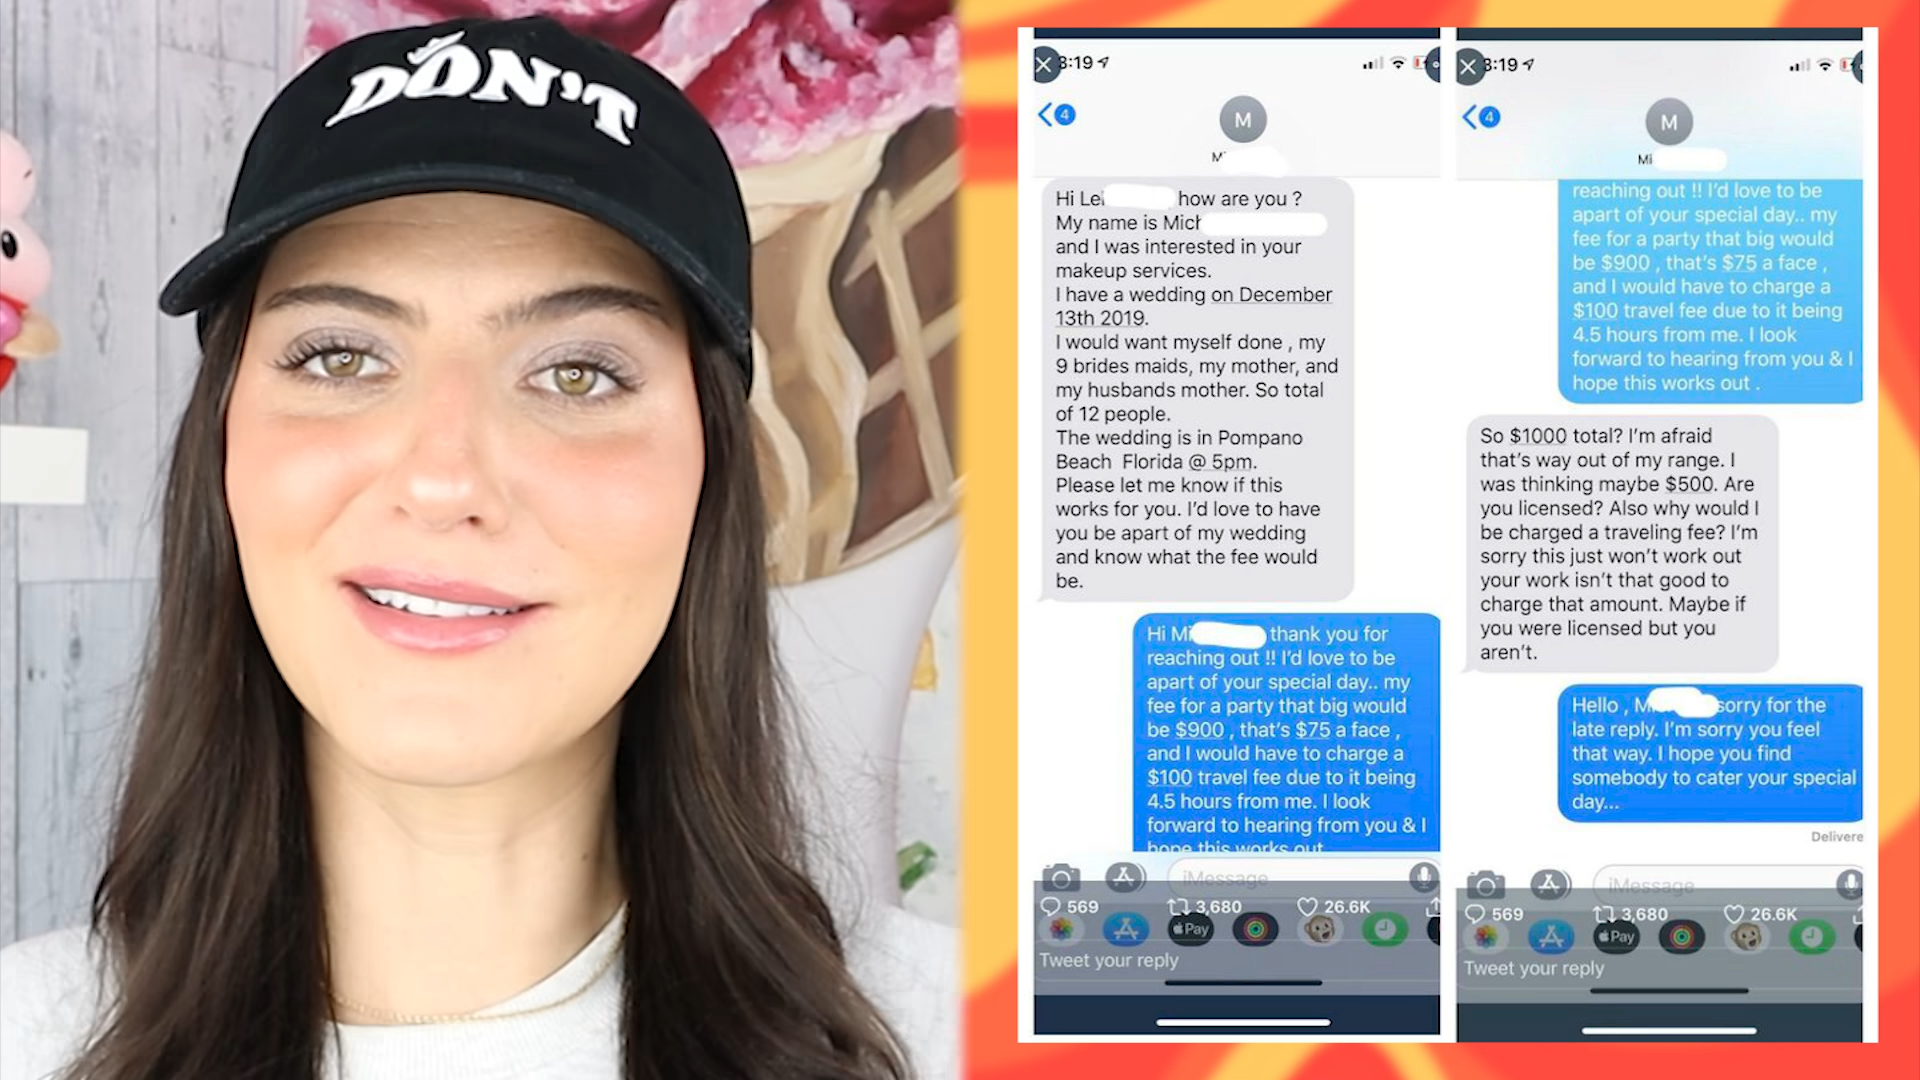 DON'T
3:19
4
M
M
Hi Lei how are you ?
My name is Mich
and I was interested in your
makeup services.
I have a wedding on December
13th 2019.
I would want myself done , my
9 brides maids, my mother, and
my husbands mother. So total
of 12 people.
The wedding is in Pompano
Beach Florida @ 5pm.
Please let me know if this
works for you. I'd love to have
you be apart of my wedding
and know what the fee would
be.
Hi Mi thank you for
reaching out !! I'd love to be
apart of your special day.. my
fee for a party that big would
be $900 , that's $75 a face ,
and I would have to charge a
$100 travel fee due to it being
4.5 hours from me. I look
forward to hearing from you & I
hope this works out
iMessage
569 3,680 26.6K
Pay
Tweet your reply
3:19
4
M
Mi
reaching out !! I'd love to be
apart of your special day.. my
fee for a party that big would
be $900 , that's $75 a face ,
and I would have to charge a
$100 travel fee due to it being
4.5 hours from me. I look
forward to hearing from you & I
hope this works out .
So $1000 total? I'm afraid
that's way out of my range. I
was thinking maybe $500. Are
you licensed? Also why would I
be charged a traveling fee? I'm
sorry this just won't work out
your work isn't that good to
charge that amount. Maybe if
you were licensed but you
aren't.
Hello , Mi sorry for the
late reply. I'm sorry you feel
that way. I hope you find
somebody to cater your special
day...
Delivere
iMessage
569 3,680 26.6K
Pay
Tweet your reply